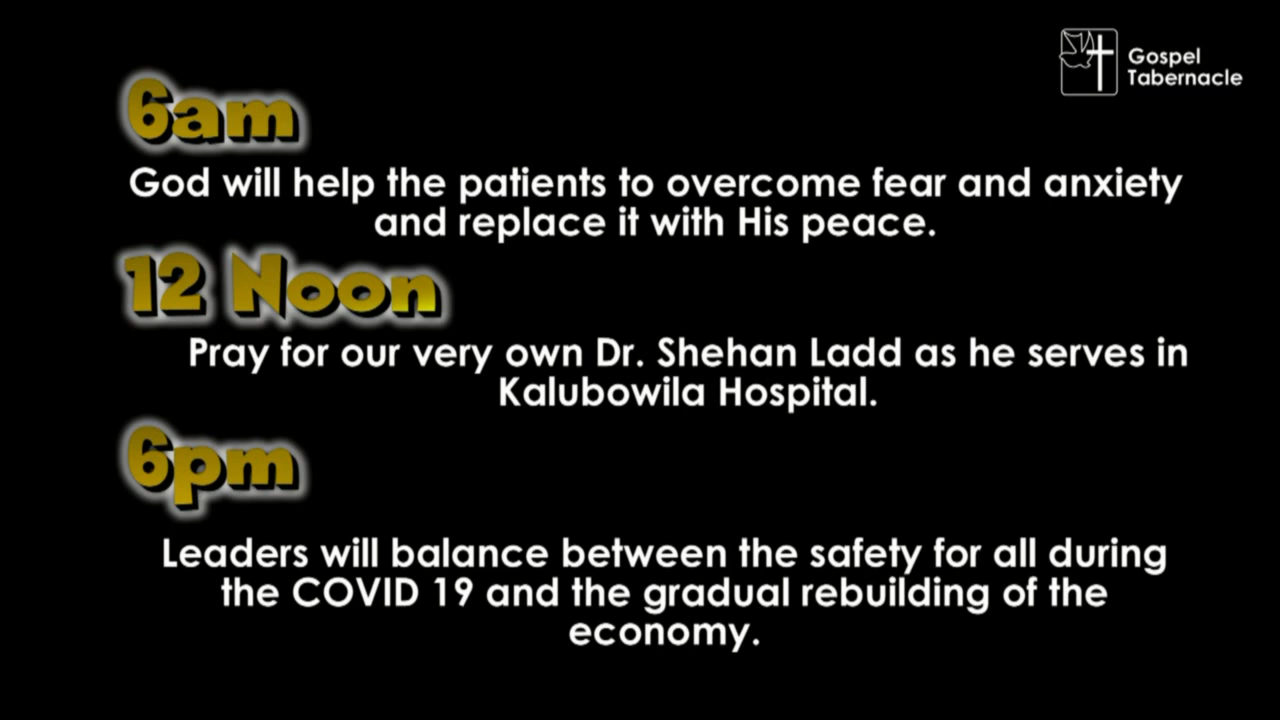 Gospel
Tabernacle
6am
God will help the patients to overcome fear and anxiety
and replace it with His peace.
12 Noon
Pray for our very own Dr. Shehan Ladd as he serves in
Kalubowila Hospital.
6pm
Leaders will balance between the safety for all during
the COVID 19 and the gradual rebuilding of the
economy.